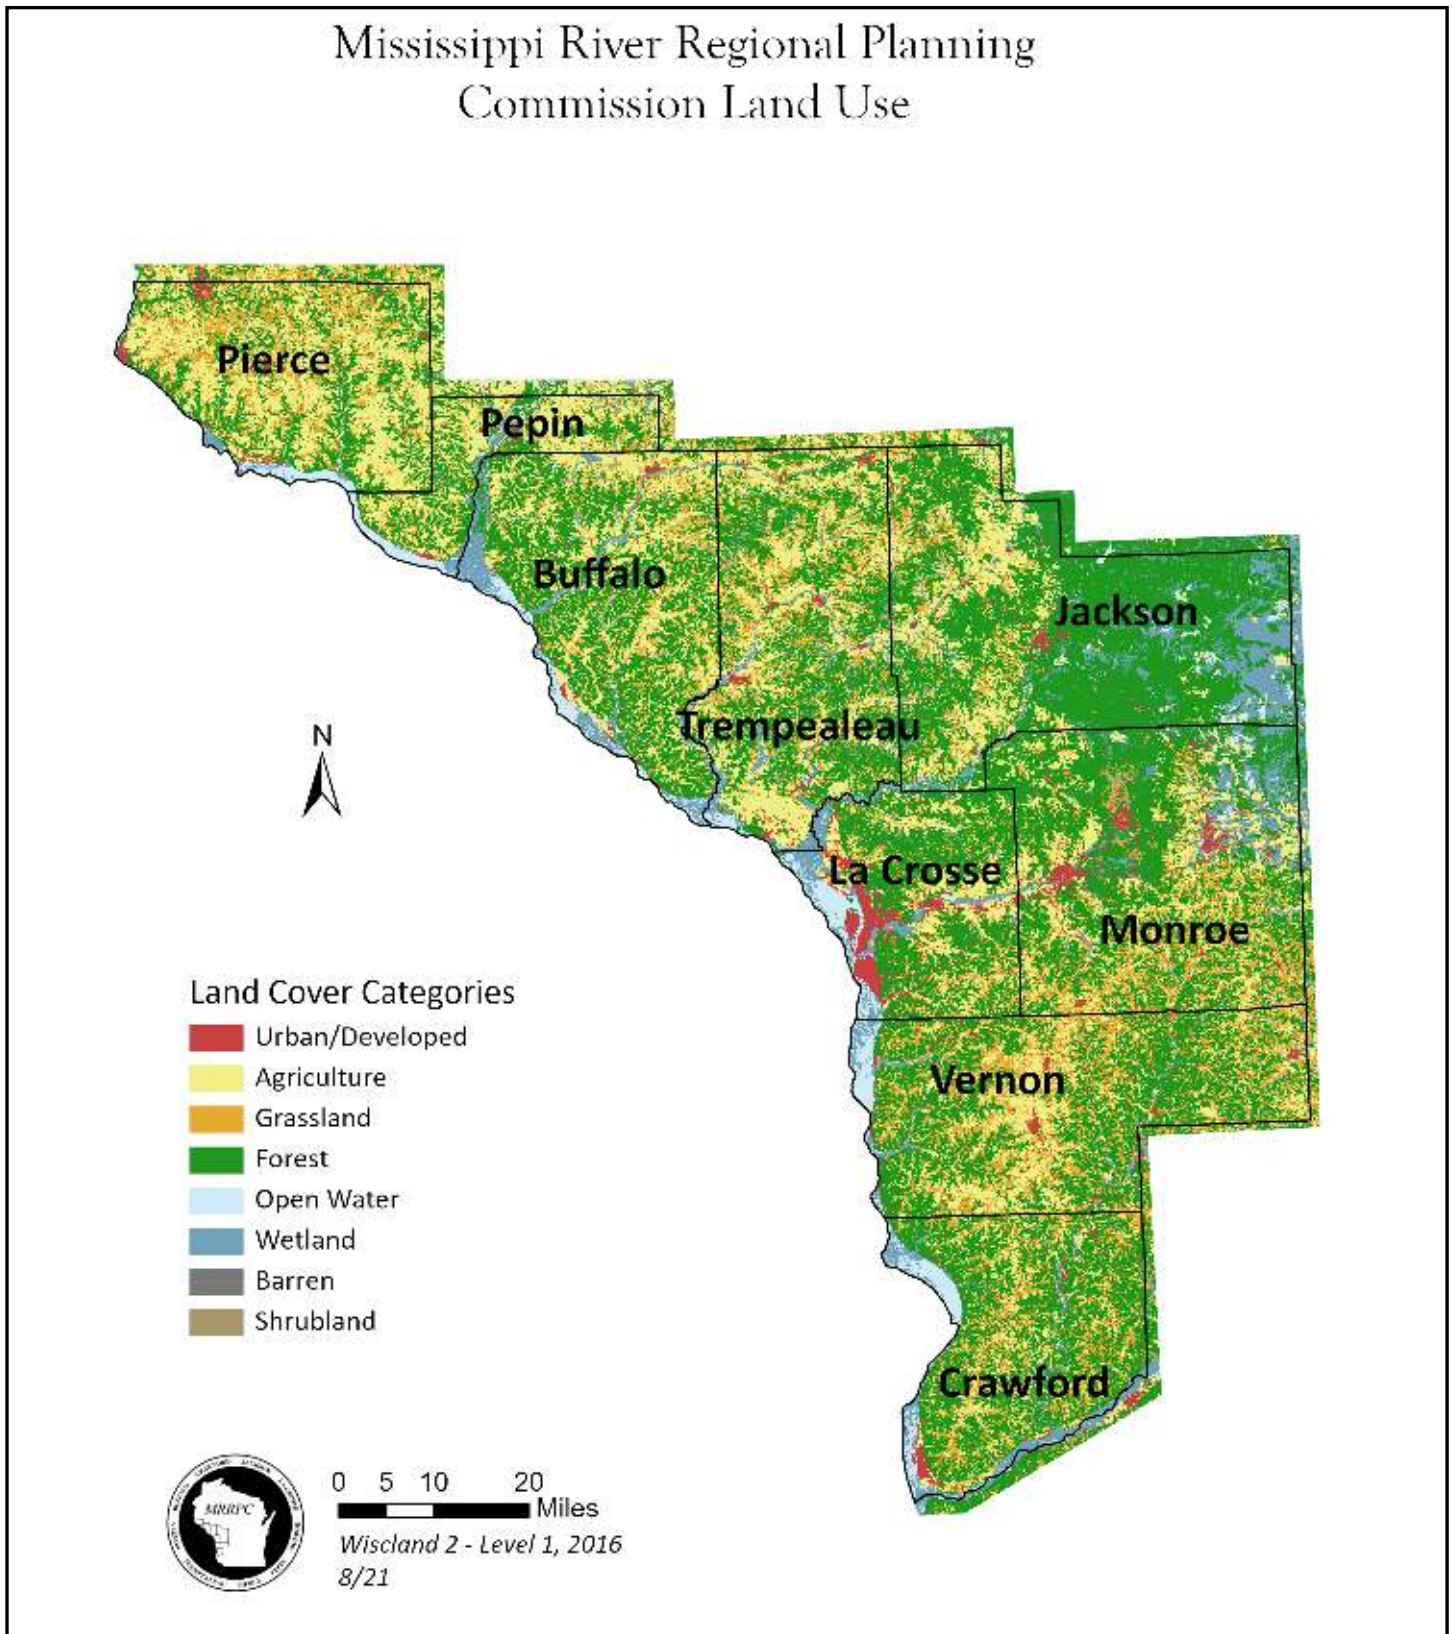 Mississippi River Regional Planning
Commission Land Use
Pierce
Pepin
Buffalo
Jackson
Trempealeau
N
La Crosse
Monroe
Land Cover Categories
Urban/Developed
Agriculture
Grassland
Forest
Open Water
Wetland
Barren
Shrubland
Vernon
Crawford
MRRPC
0 5 10 20
Miles
Wiscland 2 - Level 1, 2016
8/21